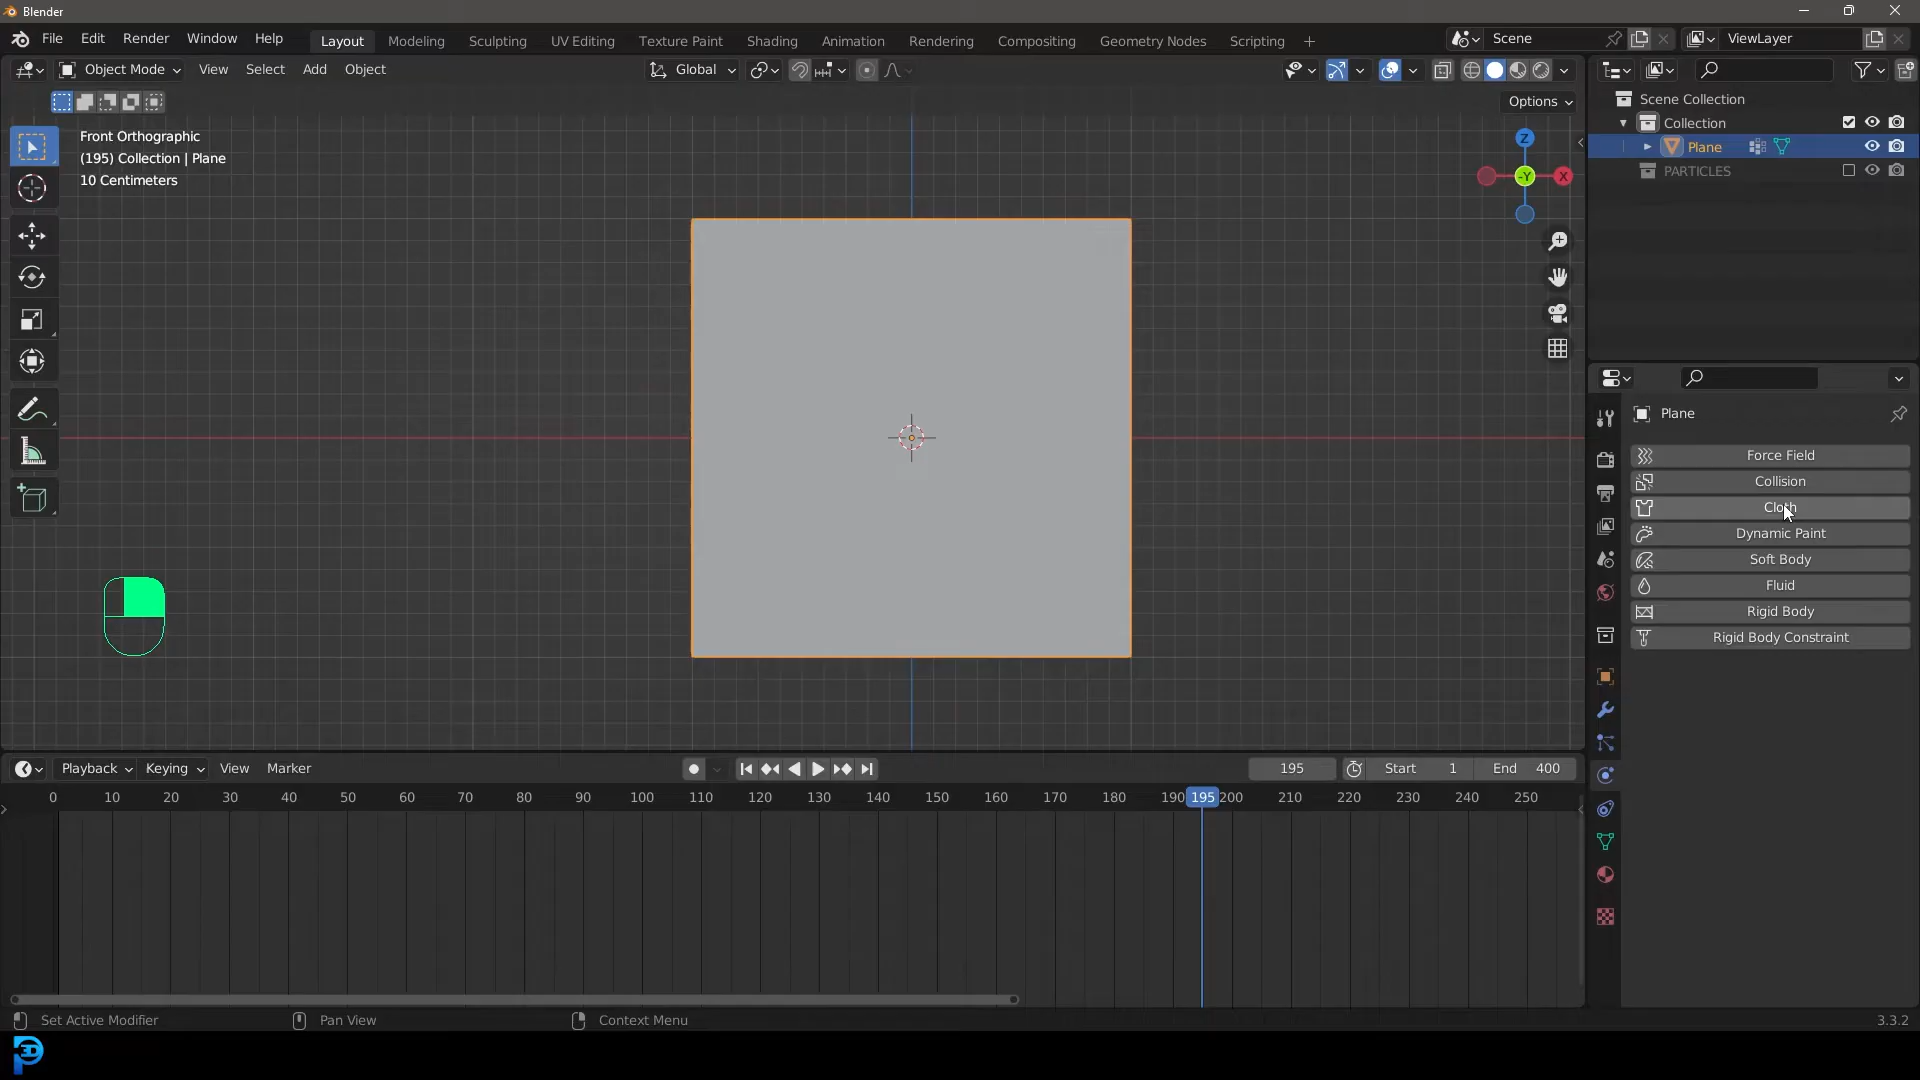 Blender
File Edit Render Window Help
Layout Modeling Sculpting UV Editing Texture Paint Shading Animation Rendering Compositing Geometry Nodes Scripting +
Scene
ViewLayer
Object Mode View Select Add Object
Global
Options
Front Orthographic
(195) Collection | Plane
10 Centimeters
Z
-Y
X
Scene Collection
Collection
Plane
PARTICLES
Plane
Force Field
Collision
Cloth
Dynamic Paint
Soft Body
Fluid
Rigid Body
Rigid Body Constraint
Playback Keying View Marker
195
Start 1
End 400
0 10 20 30 40 50 60 70 80 90 100 110 120 130 140 150 160 170 180 190 195 200 210 220 230 240 250
Set Active Modifier
Pan View
Context Menu
3.3.2